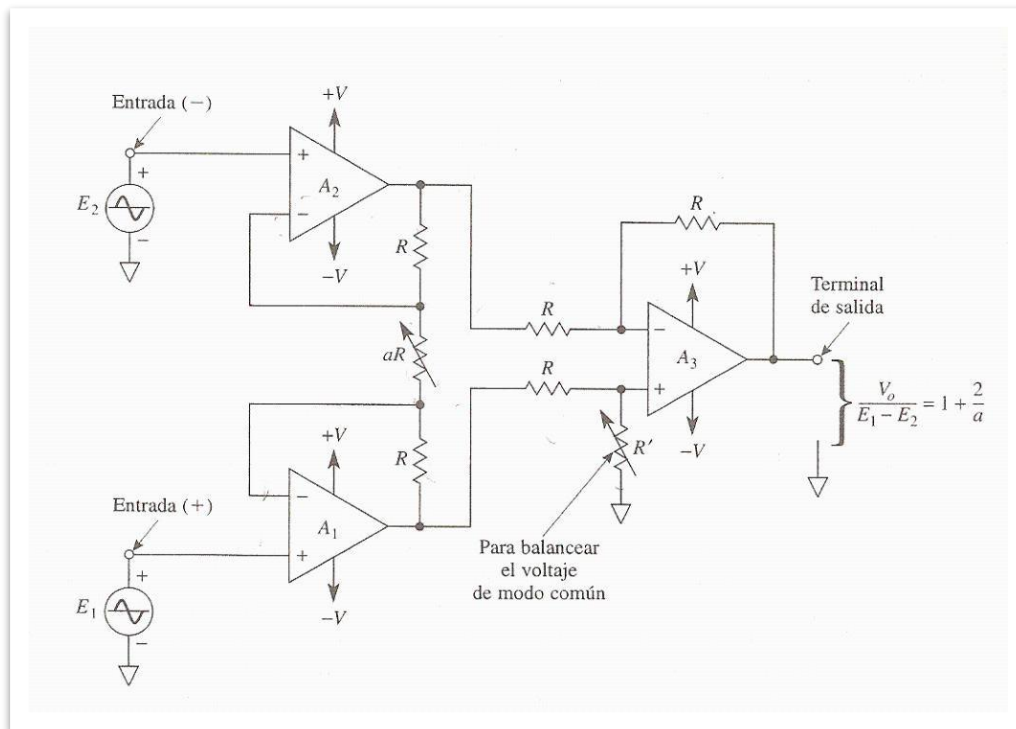 Entrada (−)
+V
+
E₂
−
+
A₂
−
−V
R
aR
R
+V
−
A₁
+
−V
Entrada (+)
+
E₁
−
R
R
R
+V
−
A₃
+
−V
R′
Para balancear
el voltaje
de modo común
Terminal
de salida
Vₒ / E₁ − E₂ = 1 + 2/a